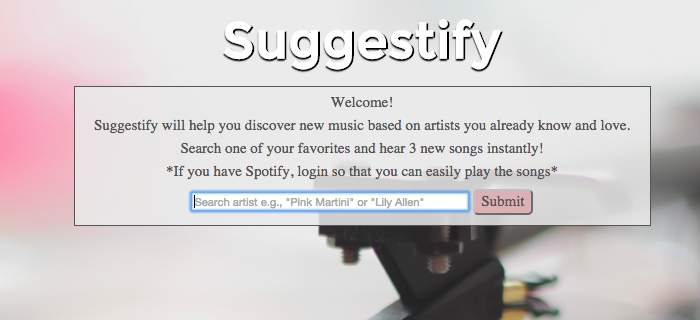 Suggestify
Welcome!
Suggestify will help you discover new music based on artists you already know and love.
Search one of your favorites and hear 3 new songs instantly!
*If you have Spotify, login so that you can easily play the songs*
Search artist e.g., "Pink Martini" or "Lily Allen" Submit